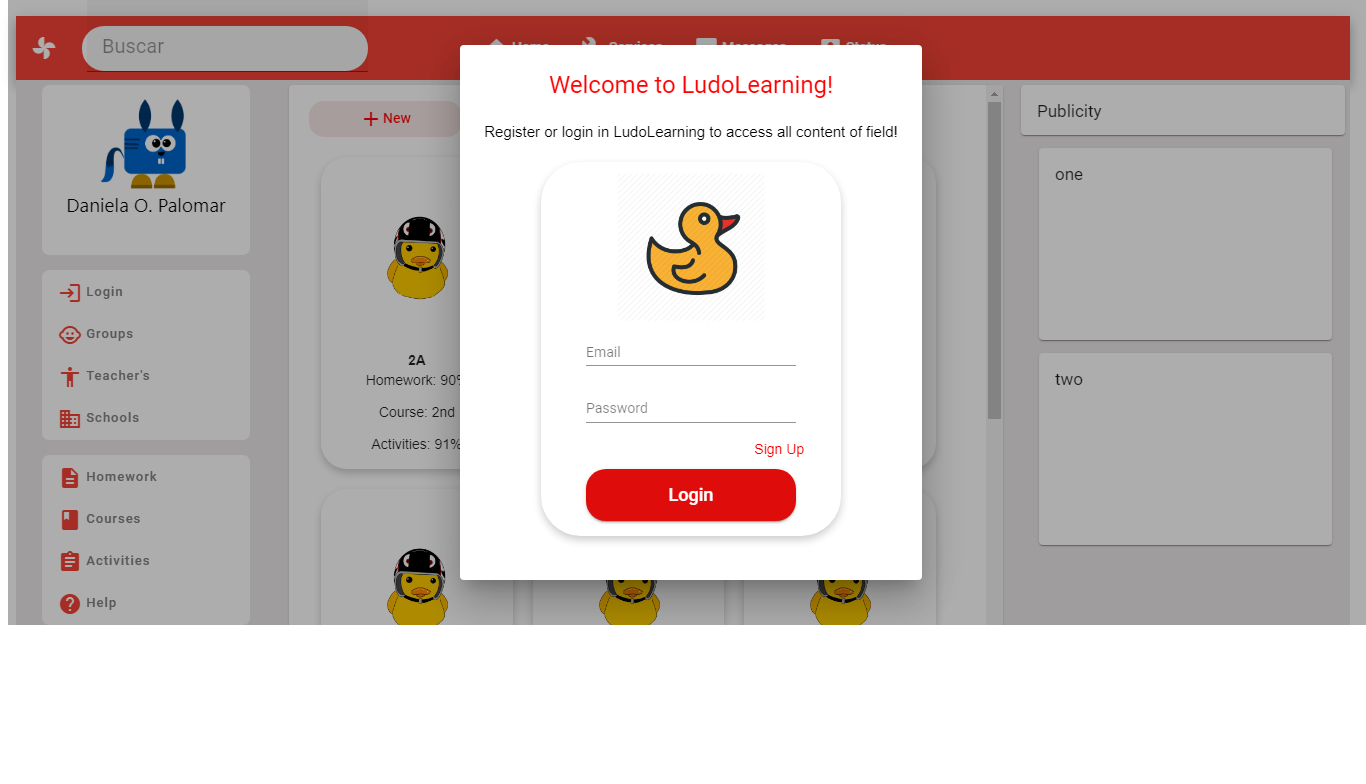 Buscar
Home
Services
Messages
Status
Daniela O. Palomar
Login
Groups
Teacher's
Schools
Homework
Courses
Activities
Help
New
2A
Homework: 90%
Course: 2nd
Activities: 91%
Welcome to LudoLearning!
Register or login in LudoLearning to access all content of field!
Email
Password
Sign Up
Login
Publicity
one
two